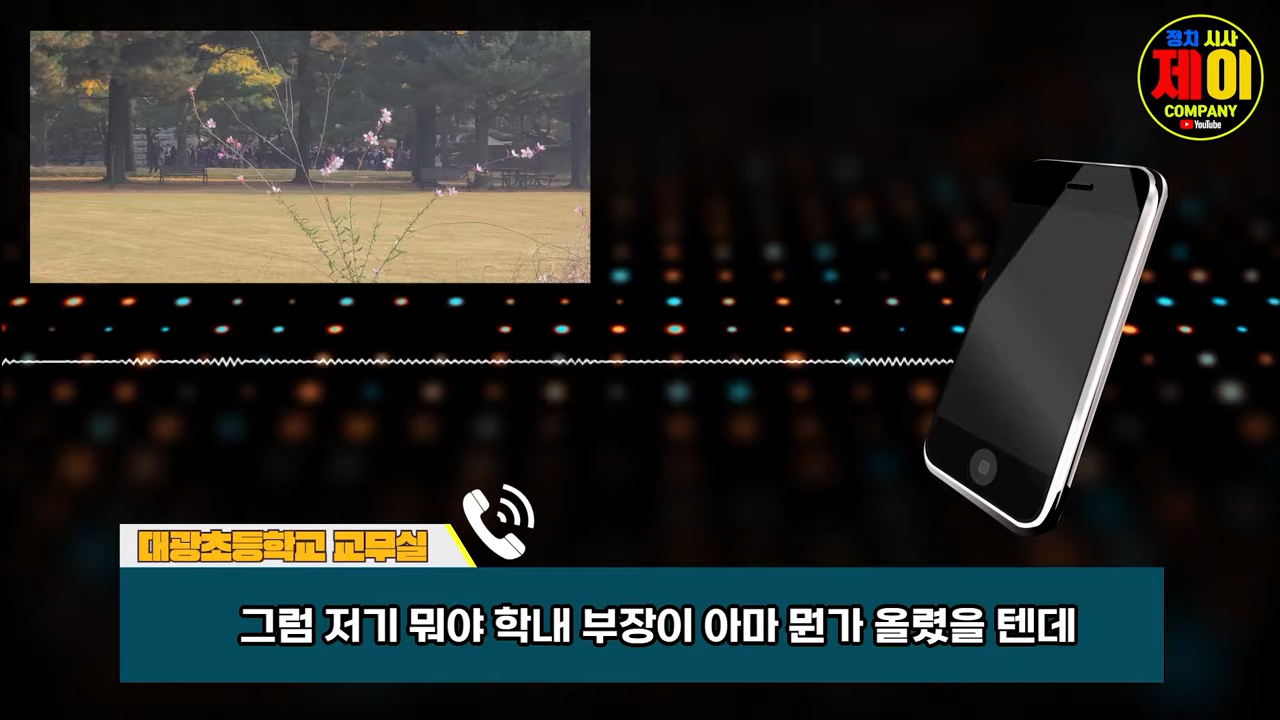 정치 시사
제이
COMPANY
YouTube
대광초등학교 교무실
그럼 저기 뭐야 학내 부장이 아마 뭔가 올렸을 텐데